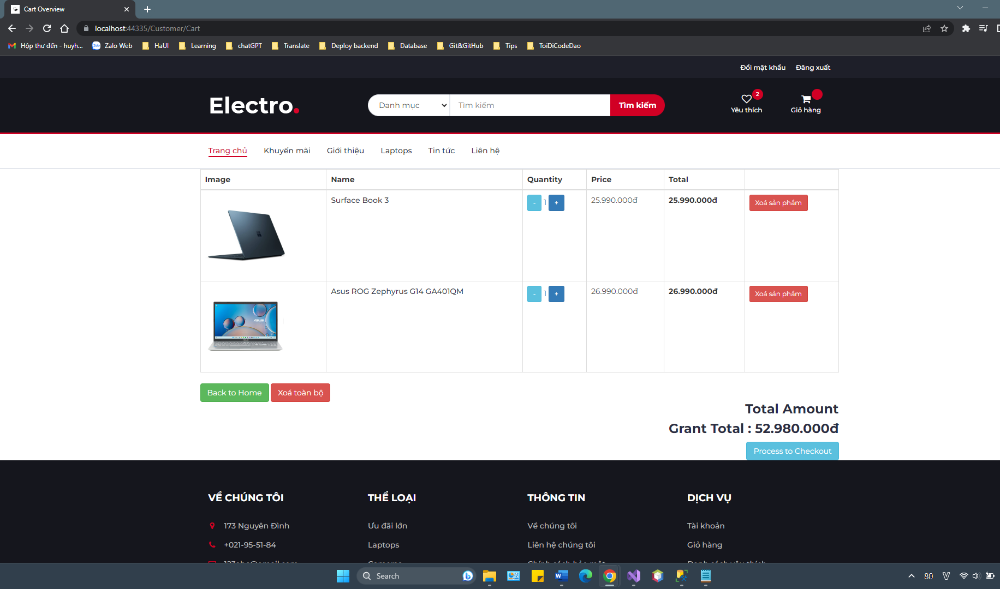 Cart Overview
localhost:44335/Customer/Cart
Hộp thư đến - huyh... Zalo Web HaUI Learning chatGPT Translate Deploy backend Database Git&GitHub Tips ToiDiCodeDao
Đổi mật khẩu Đăng xuất
Electro.
Danh mục Tìm kiếm Tìm kiếm
2
Yêu thích Giỏ hàng
Trang chủ Khuyến mãi Giới thiệu Laptops Tin tức Liên hệ
Image Name Quantity Price Total
Surface Book 3 - 1 + 25.990.000đ 25.990.000đ Xoá sản phẩm
Asus ROG Zephyrus G14 GA401QM - 1 + 26.990.000đ 26.990.000đ Xoá sản phẩm
Back to Home Xoá toàn bộ
Total Amount
Grant Total : 52.980.000đ
Process to Checkout
VỀ CHÚNG TÔI THỂ LOẠI THÔNG TIN DỊCH VỤ
173 Nguyên Đình Ưu đãi lớn Về chúng tôi Tài khoản
+021-95-51-84 Laptops Liên hệ chúng tôi Giỏ hàng
Search 80